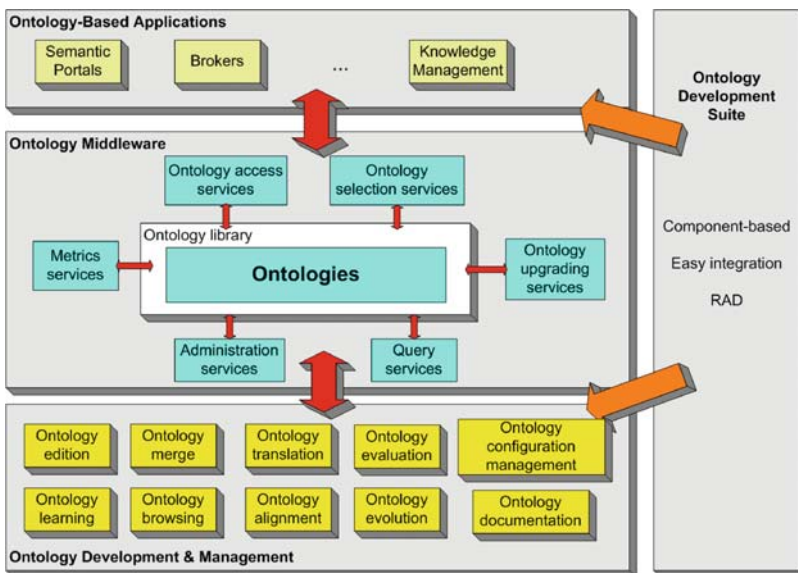 Ontology-Based Applications
Semantic
Portals
Brokers
...
Knowledge
Management
Ontology
Development
Suite
Component-based
Easy integration
RAD
Ontology Middleware
Ontology access
services
Ontology
selection services
Ontology library
Metrics
services
Ontologies
Ontology
upgrading
services
Administration
services
Query
services
Ontology
edition
Ontology
merge
Ontology
translation
Ontology
evaluation
Ontology
configuration
management
Ontology
learning
Ontology
browsing
Ontology
alignment
Ontology
evolution
Ontology
documentation
Ontology Development & Management